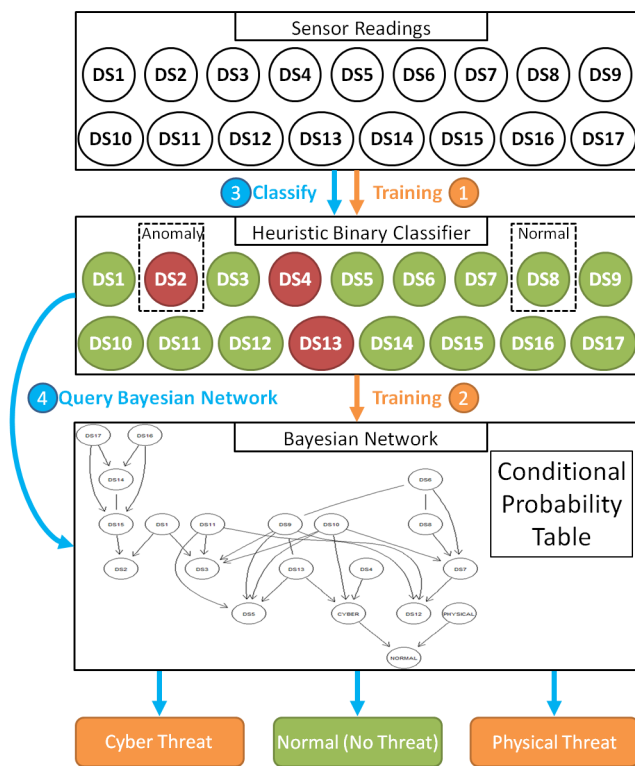 Sensor Readings
DS1 DS2 DS3 DS4 DS5 DS6 DS7 DS8 DS9
DS10 DS11 DS12 DS13 DS14 DS15 DS16 DS17
3 Classify Training 1
Anomaly Heuristic Binary Classifier Normal
DS1 DS2 DS3 DS4 DS5 DS6 DS7 DS8 DS9
DS10 DS11 DS12 DS13 DS14 DS15 DS16 DS17
4 Query Bayesian Network Training 2
Bayesian Network
DS17 DS16
DS14 DS6
Conditional
Probability
Table
DS15 DS1 DS11 DS9 DS10 DS8
DS2 DS3 DS13 DS4 DS7
DS5 CYBER DS12 PHYSICAL
NORMAL
Cyber Threat Normal (No Threat) Physical Threat